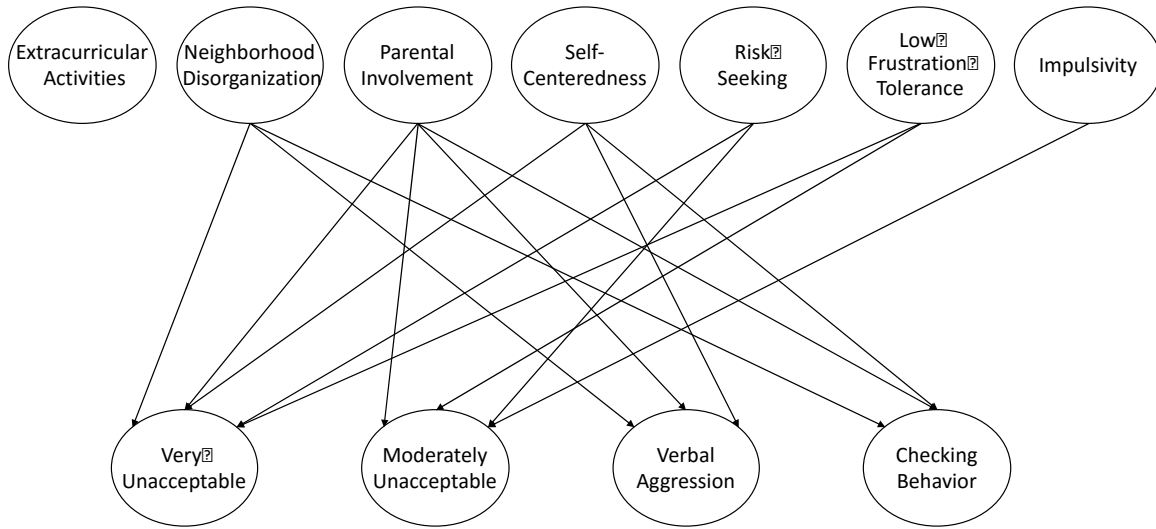 Extracurricular
Activities
Neighborhood
Disorganization
Parental
Involvement
Self-
Centeredness
Risk�
Seeking
Low�
Frustration�
Tolerance
Impulsivity
Very�
Unacceptable
Moderately
Unacceptable
Verbal
Aggression
Checking
Behavior